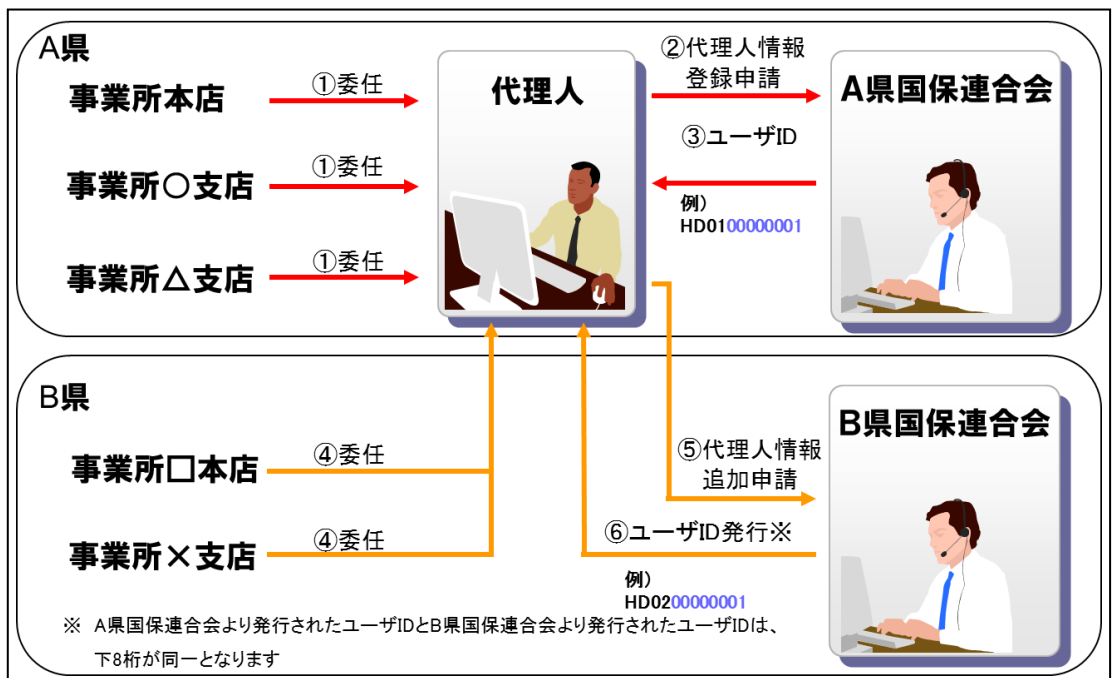 A県
事業所本店
①委任
代理人
②代理人情報
登録申請
A県国保連合会
事業所○支店
①委任
③ユーザID
例）
HD0100000001
事業所△支店
①委任
B県
B県国保連合会
事業所□本店
④委任
⑤代理人情報
追加申請
事業所×支店
④委任
⑥ユーザID発行※
例）
HD0200000001
※ A県国保連合会より発行されたユーザIDとB県国保連合会より発行されたユーザIDは、
下8桁が同一となります